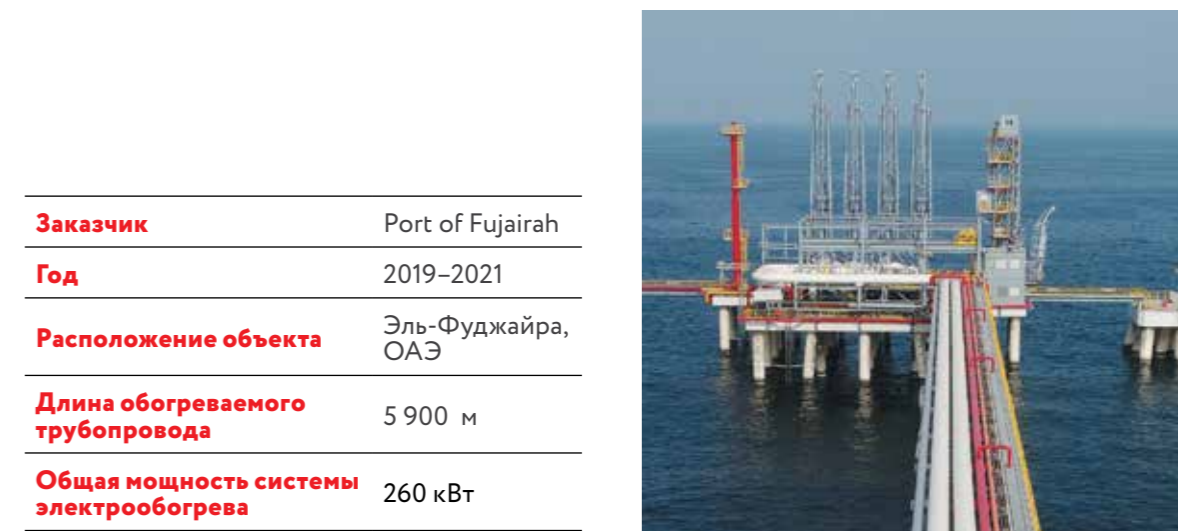 Заказчик Port of Fujairah
Год 2019–2021
Расположение объекта Эль-Фуджайра,
ОАЭ
Длина обогреваемого
трубопровода 5 900 м
Общая мощность системы
электрообогрева 260 кВт